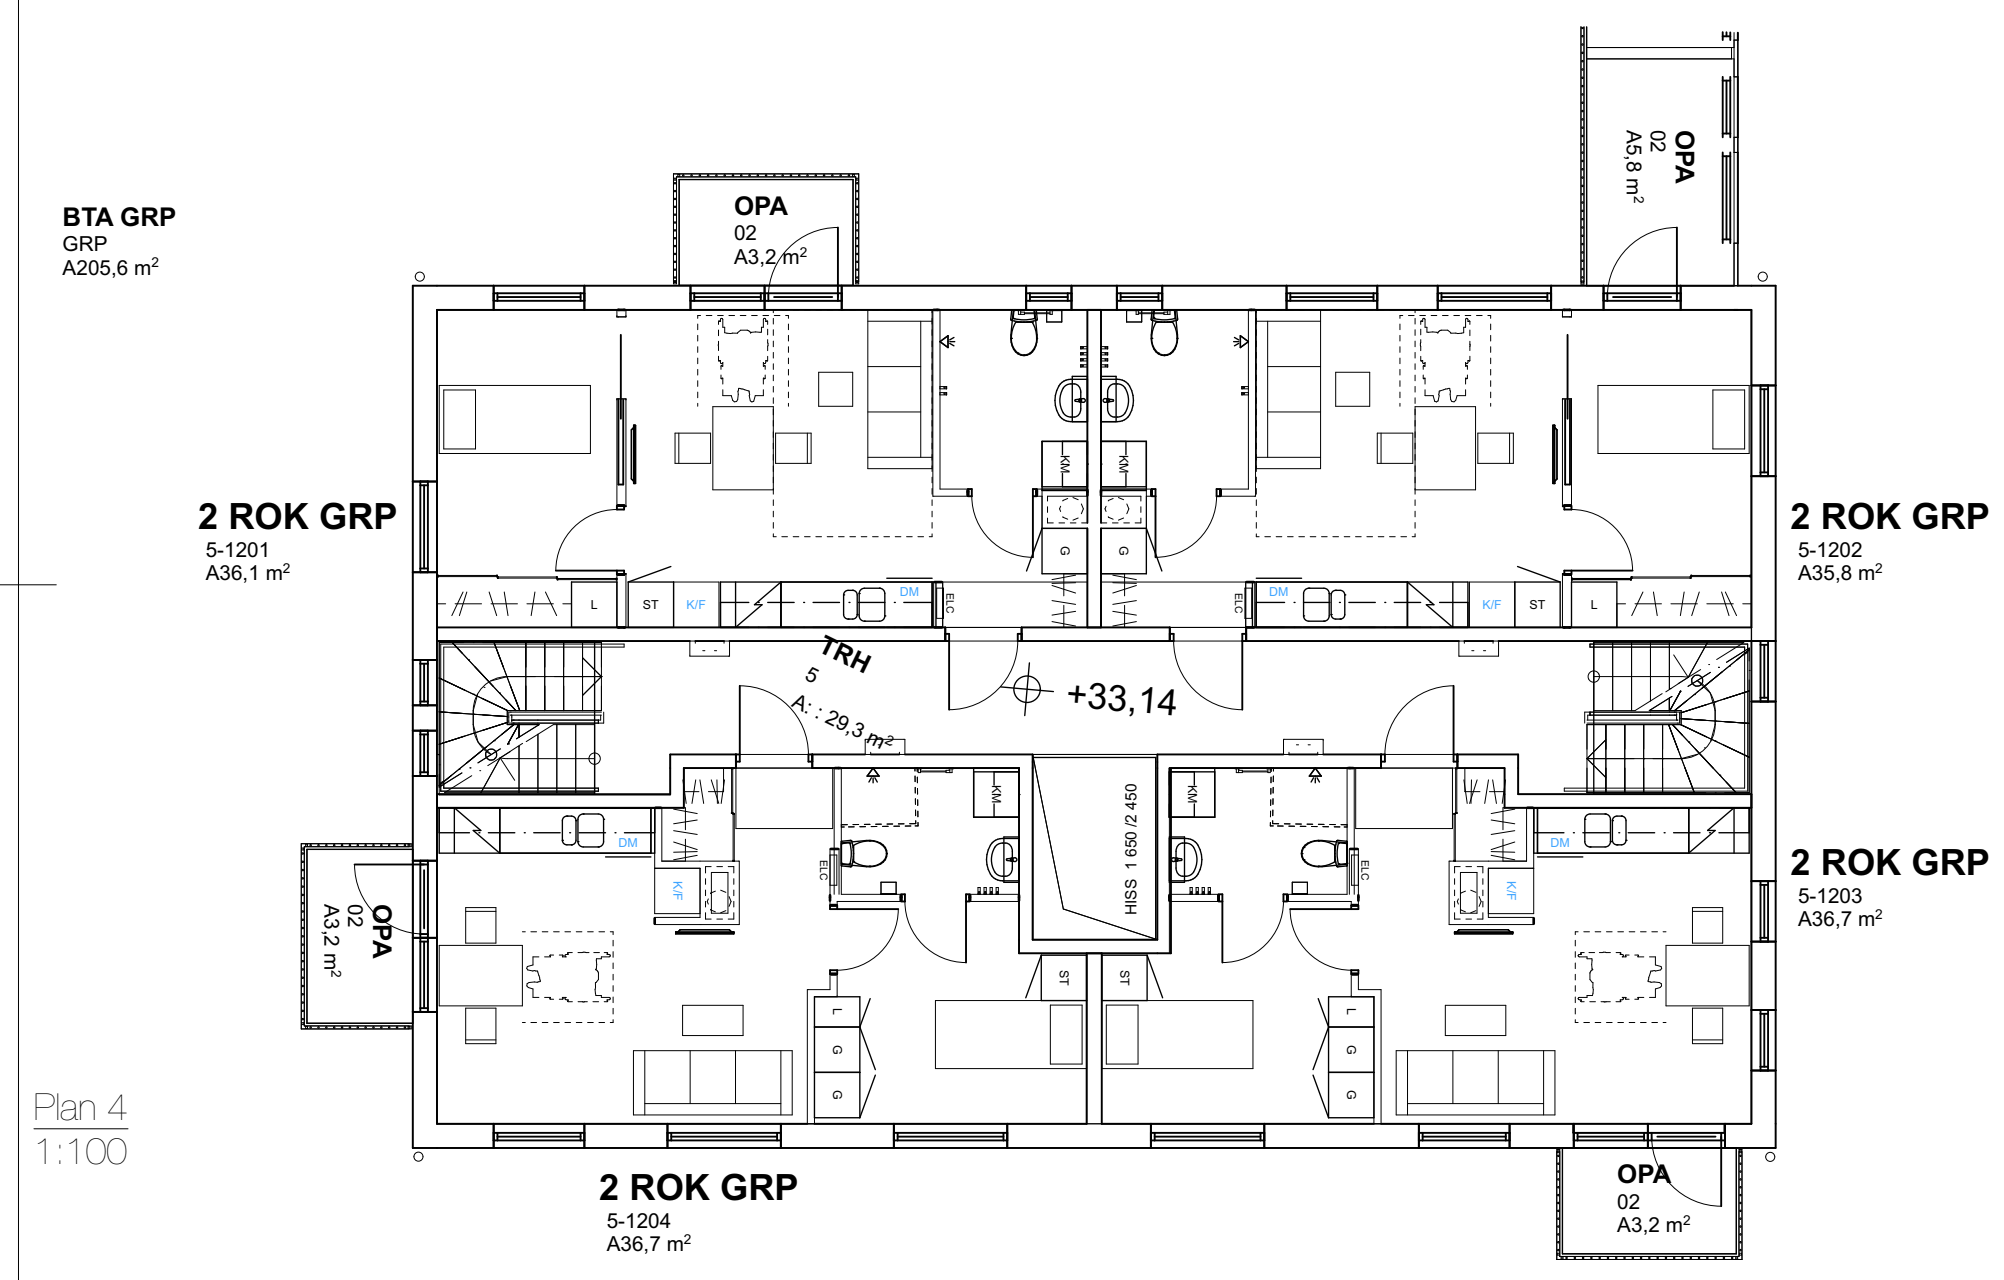 OPA
02
A5,8 m²
BTA GRP
GRP
A205,6 m²
OPA
02
A3,2 m²
2 ROK GRP
5-1201
A36,1 m²
2 ROK GRP
5-1202
A35,8 m²
KM
KM
G
G
L
ST
K/F
DM
ELC
ELC
DM
K/F
ST
L
TRH
5
A: : 29,3 m²
+33,14
HISS 1 650 /2 450
KM
KM
DM
K/F
ELC
ELC
K/F
DM
2 ROK GRP
5-1203
A36,7 m²
OPA
02
A3,2 m²
ST
ST
L
G
G
L
G
G
Plan 4
1:100
2 ROK GRP
5-1204
A36,7 m²
OPA
02
A3,2 m²